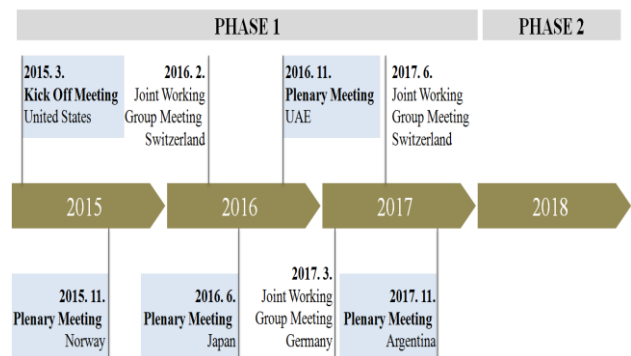 PHASE 1
PHASE 2
2015. 3.
Kick Off Meeting
United States
2016. 2.
Joint Working
Group Meeting
Switzerland
2016. 11.
Plenary Meeting
UAE
2017. 6.
Joint Working
Group Meeting
Switzerland
2015
2016
2017
2018
2015. 11.
Plenary Meeting
Norway
2016. 6.
Plenary Meeting
Japan
2017. 3.
Joint Working
Group Meeting
Germany
2017. 11.
Plenary Meeting
Argentina